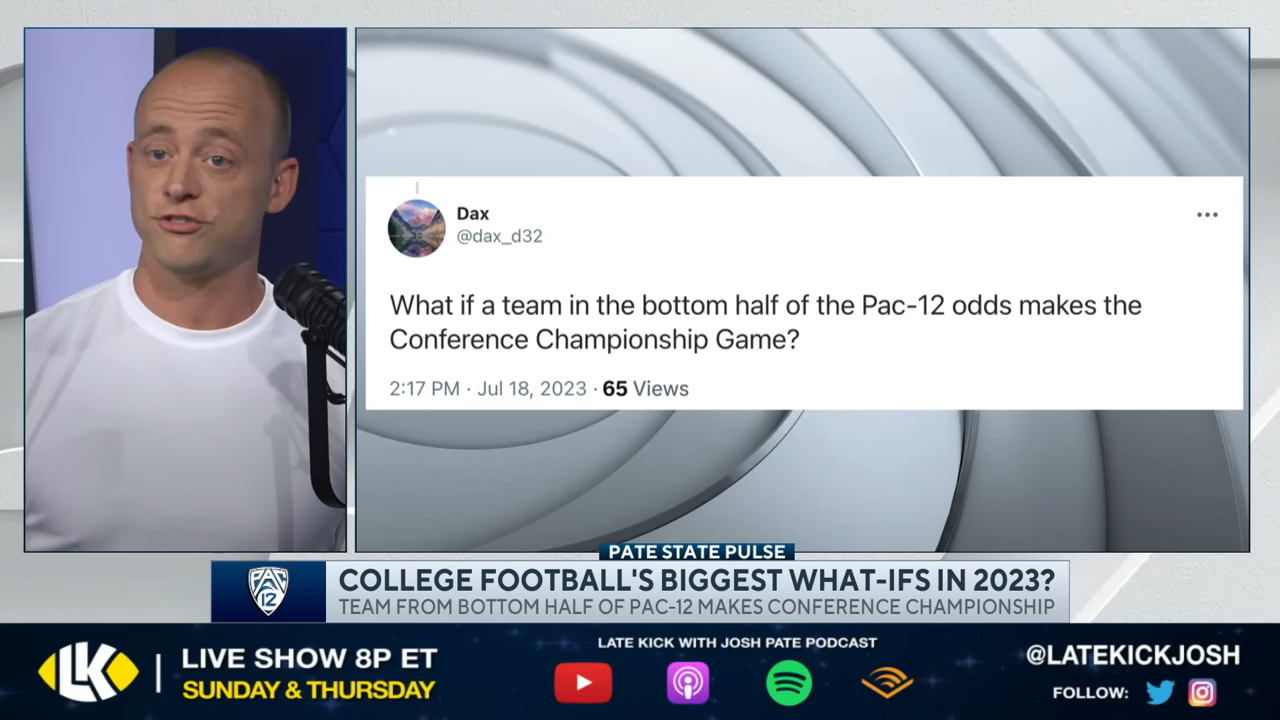 Dax
@dax_d32
What if a team in the bottom half of the Pac-12 odds makes the
Conference Championship Game?
2:17 PM · Jul 18, 2023 · 65 Views
PATE STATE PULSE
PAC
12
COLLEGE FOOTBALL'S BIGGEST WHAT-IFS IN 2023?
TEAM FROM BOTTOM HALF OF PAC-12 MAKES CONFERENCE CHAMPIONSHIP
LK
LIVE SHOW 8P ET
SUNDAY & THURSDAY
LATE KICK WITH JOSH PATE PODCAST
@LATEKICKJOSH
FOLLOW: